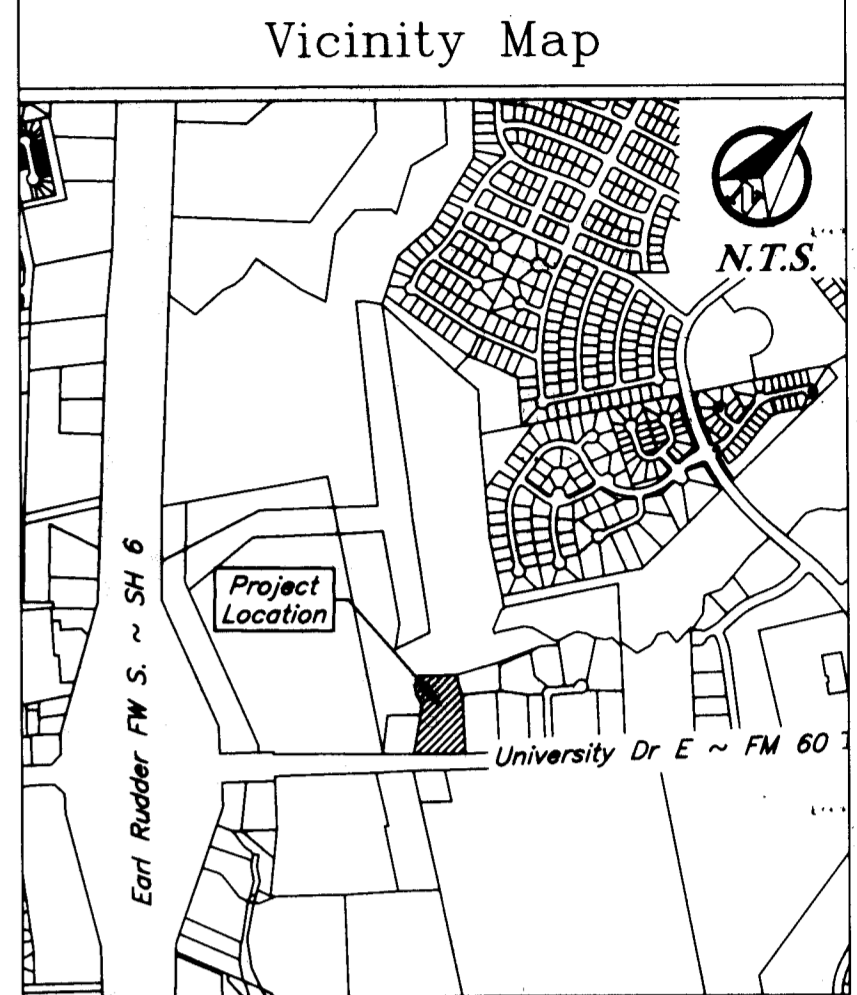 Vicinity Map
N.T.S.
Project
Location
Earl Rudder FW S. ~ SH 6
University Dr E ~ FM 60